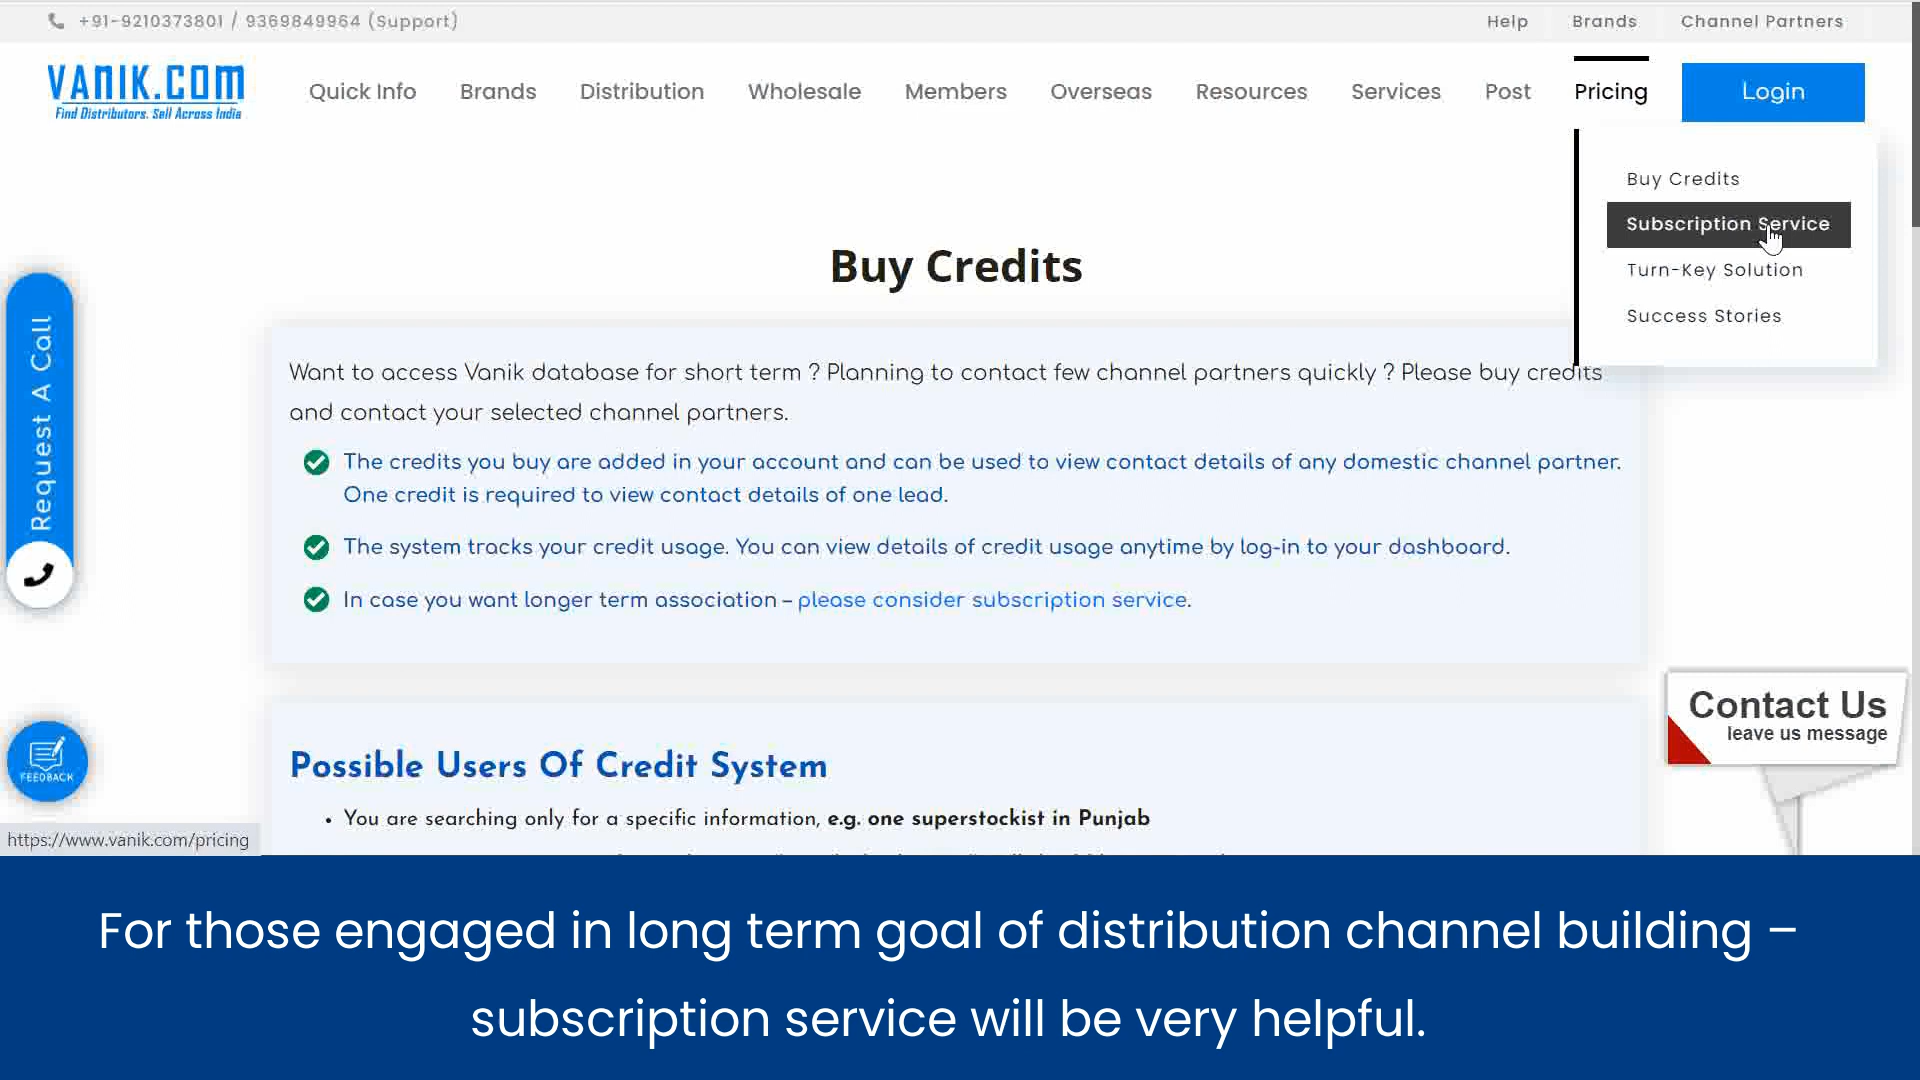 +91-9210373801 / 9369849964 (Support)
Help
Brands
Channel Partners
VANIK.COM
Find Distributors. Sell Across India
Quick Info
Brands
Distribution
Wholesale
Members
Overseas
Resources
Services
Post
Pricing
Login
Buy Credits
Subscription Service
Turn-Key Solution
Success Stories
Buy Credits
Request A Call
Want to access Vanik database for short term ? Planning to contact few channel partners quickly ? Please buy credits
and contact your selected channel partners.
The credits you buy are added in your account and can be used to view contact details of any domestic channel partner.
One credit is required to view contact details of one lead.
The system tracks your credit usage. You can view details of credit usage anytime by log-in to your dashboard.
In case you want longer term association – please consider subscription service.
Contact Us
leave us message
Possible Users Of Credit System
FEEDBACK
• You are searching only for a specific information, e.g. one superstockist in Punjab
https://www.vanik.com/pricing
For those engaged in long term goal of distribution channel building –
subscription service will be very helpful.